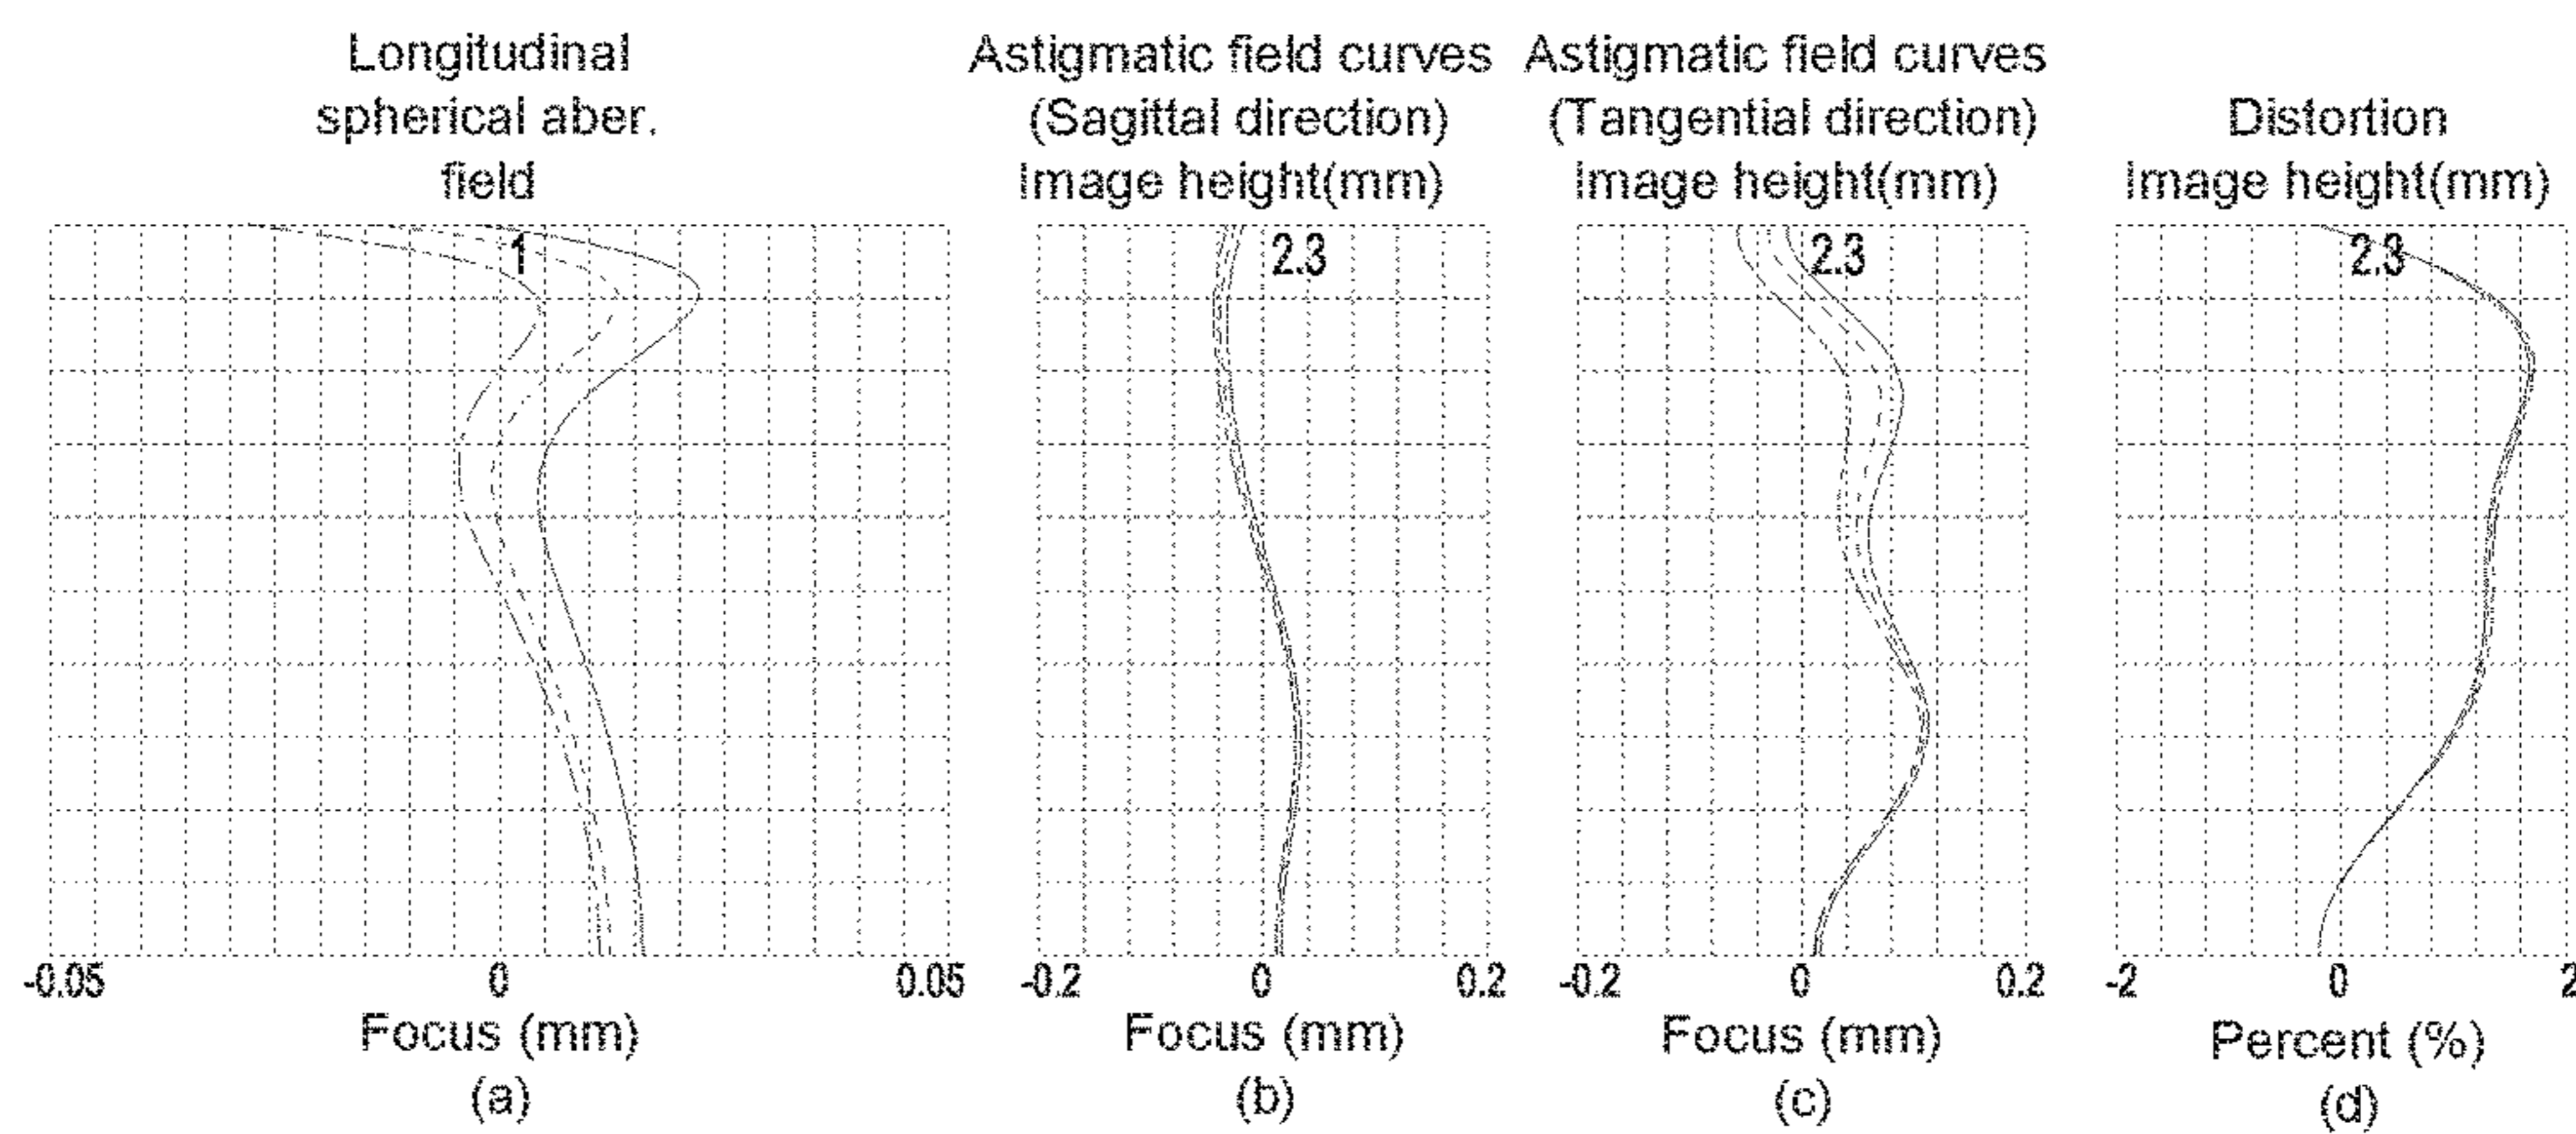 Longitudinal
spherical aber.
field
1
-0.05 0 0.05
Focus (mm)
(a)
Astigmatic field curves
(Sagittal direction)
Image height(mm)
2.3
-0.2 0 0.2
Focus (mm)
(b)
Astigmatic field curves
(Tangential direction)
Image height(mm)
2.3
-0.2 0 0.2
Focus (mm)
(c)
Distortion
Image height(mm)
2.3
-2 0 2
Percent (%)
(d)